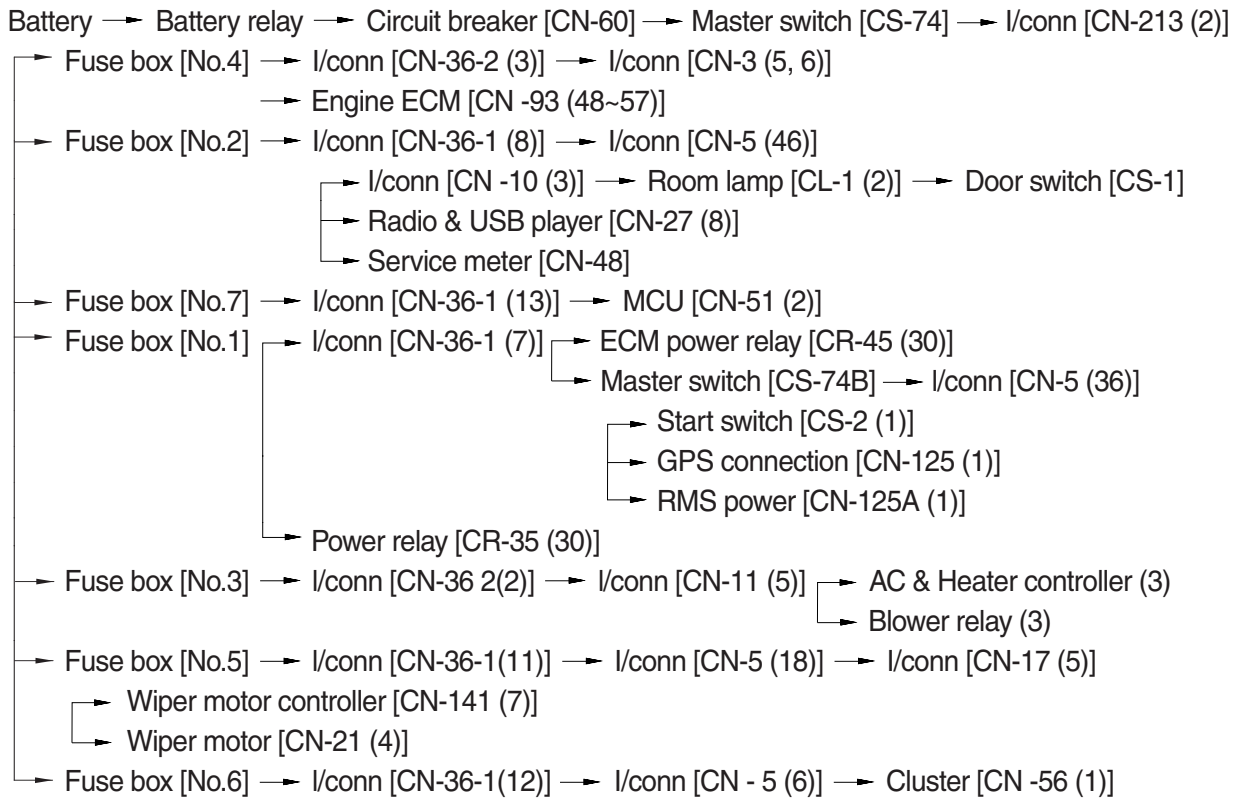 Battery → Battery relay → Circuit breaker [CN-60] → Master switch [CS-74] → I/conn [CN-213 (2)]
→ Fuse box [No.4] → I/conn [CN-36-2 (3)] → I/conn [CN-3 (5, 6)]
→ Engine ECM [CN -93 (48~57)]
→ Fuse box [No.2] → I/conn [CN-36-1 (8)] → I/conn [CN-5 (46)]
→ I/conn [CN -10 (3)] → Room lamp [CL-1 (2)] → Door switch [CS-1]
→ Radio & USB player [CN-27 (8)]
→ Service meter [CN-48]
→ Fuse box [No.7] → I/conn [CN-36-1 (13)] → MCU [CN-51 (2)]
→ Fuse box [No.1] → I/conn [CN-36-1 (7)] → ECM power relay [CR-45 (30)]
→ Master switch [CS-74B] → I/conn [CN-5 (36)]
→ Start switch [CS-2 (1)]
→ GPS connection [CN-125 (1)]
→ RMS power [CN-125A (1)]
→ Power relay [CR-35 (30)]
→ Fuse box [No.3] → I/conn [CN-36 2(2)] → I/conn [CN-11 (5)] → AC & Heater controller (3)
→ Blower relay (3)
→ Fuse box [No.5] → I/conn [CN-36-1(11)] → I/conn [CN-5 (18)] → I/conn [CN-17 (5)]
→ Wiper motor controller [CN-141 (7)]
→ Wiper motor [CN-21 (4)]
→ Fuse box [No.6] → I/conn [CN-36-1(12)] → I/conn [CN - 5 (6)] → Cluster [CN -56 (1)]